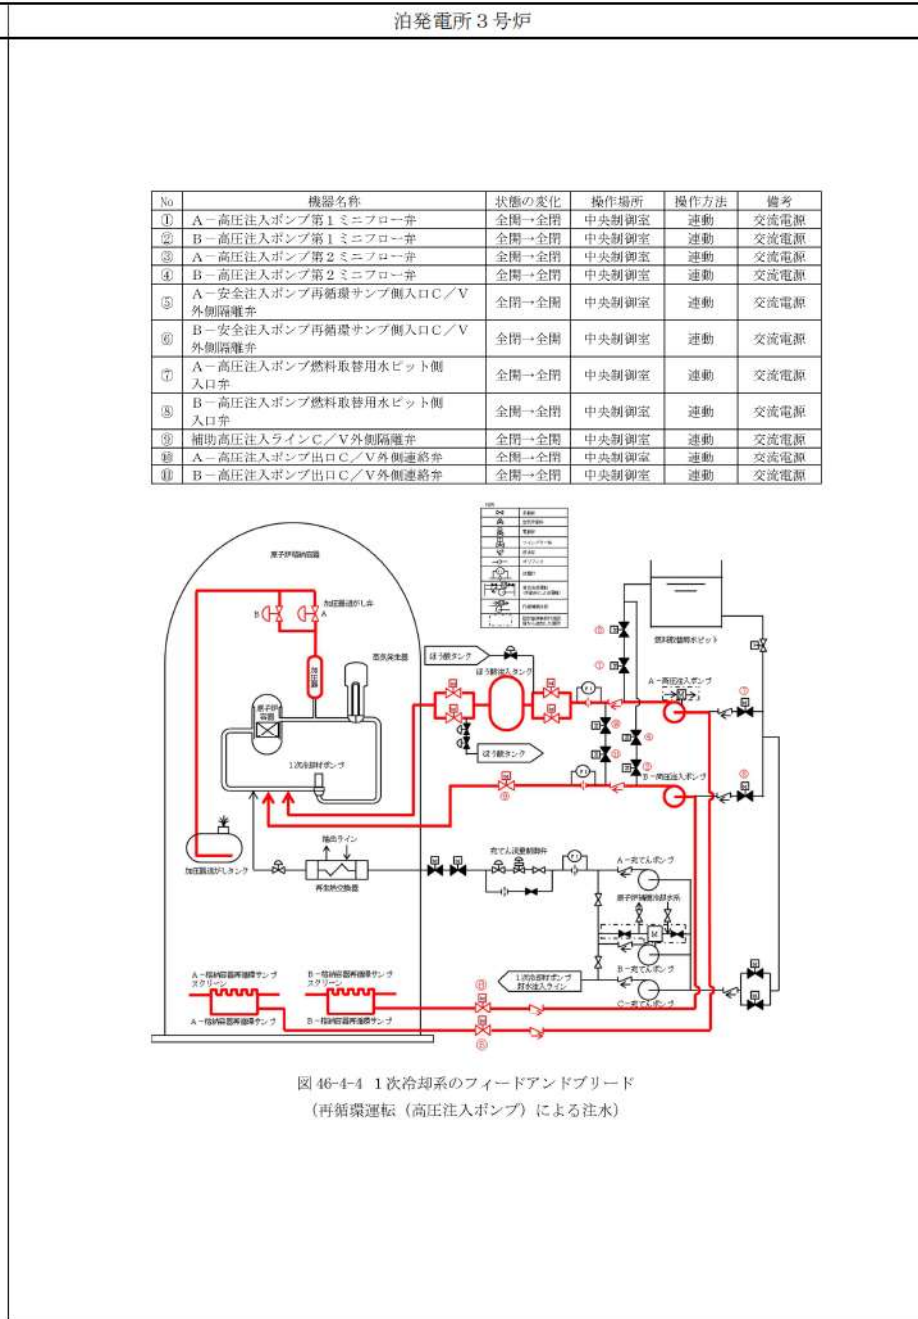 泊発電所３号炉
No 機器名称 状態の変化 操作場所 操作方法 備考
① Ａ－高圧注入ポンプ第１ミニフロー弁 全開→全閉 中央制御室 連動 交流電源
② Ｂ－高圧注入ポンプ第１ミニフロー弁 全開→全閉 中央制御室 連動 交流電源
③ Ａ－高圧注入ポンプ第２ミニフロー弁 全開→全閉 中央制御室 連動 交流電源
④ Ｂ－高圧注入ポンプ第２ミニフロー弁 全開→全閉 中央制御室 連動 交流電源
⑤ Ａ－安全注入ポンプ再循環サンプ側入口Ｃ／Ｖ
外側隔離弁 全閉→全開 中央制御室 連動 交流電源
⑥ Ｂ－安全注入ポンプ再循環サンプ側入口Ｃ／Ｖ
外側隔離弁 全閉→全開 中央制御室 連動 交流電源
⑦ Ａ－高圧注入ポンプ燃料取替用水ピット側
入口弁 全開→全閉 中央制御室 連動 交流電源
⑧ Ｂ－高圧注入ポンプ燃料取替用水ピット側
入口弁 全開→全閉 中央制御室 連動 交流電源
⑨ 補助高圧注入ラインＣ／Ｖ外側隔離弁 全閉→全開 中央制御室 連動 交流電源
⑩ Ａ－高圧注入ポンプ出口Ｃ／Ｖ外側連絡弁 全開→全閉 中央制御室 連動 交流電源
⑪ Ｂ－高圧注入ポンプ出口Ｃ／Ｖ外側連絡弁 全開→全閉 中央制御室 連動 交流電源
原子炉格納容器
加圧器逃がし弁
B
A
蒸気発生器
加圧器
原子炉
容器
１次冷却材ポンプ
加圧器逃がしタンク
ほう酸タンク
ほう酸注入タンク
ほう酸タンク
燃料取替用水ピット
Ａ－高圧注入ポンプ
Ｂ－高圧注入ポンプ
抽出ライン
再生熱交換器
充てん流量制御弁
Ａ－充てんポンプ
原子炉補機冷却水系
Ｂ－充てんポンプ
Ｃ－充てんポンプ
１次冷却材ポンプ
封水注入ライン
Ａ－格納容器再循環サンプ
スクリーン
Ｂ－格納容器再循環サンプ
スクリーン
Ａ－格納容器再循環サンプ
Ｂ－格納容器再循環サンプ
図 46-4-4 １次冷却系のフィードアンドブリード
（再循環運転（高圧注入ポンプ）による注水）